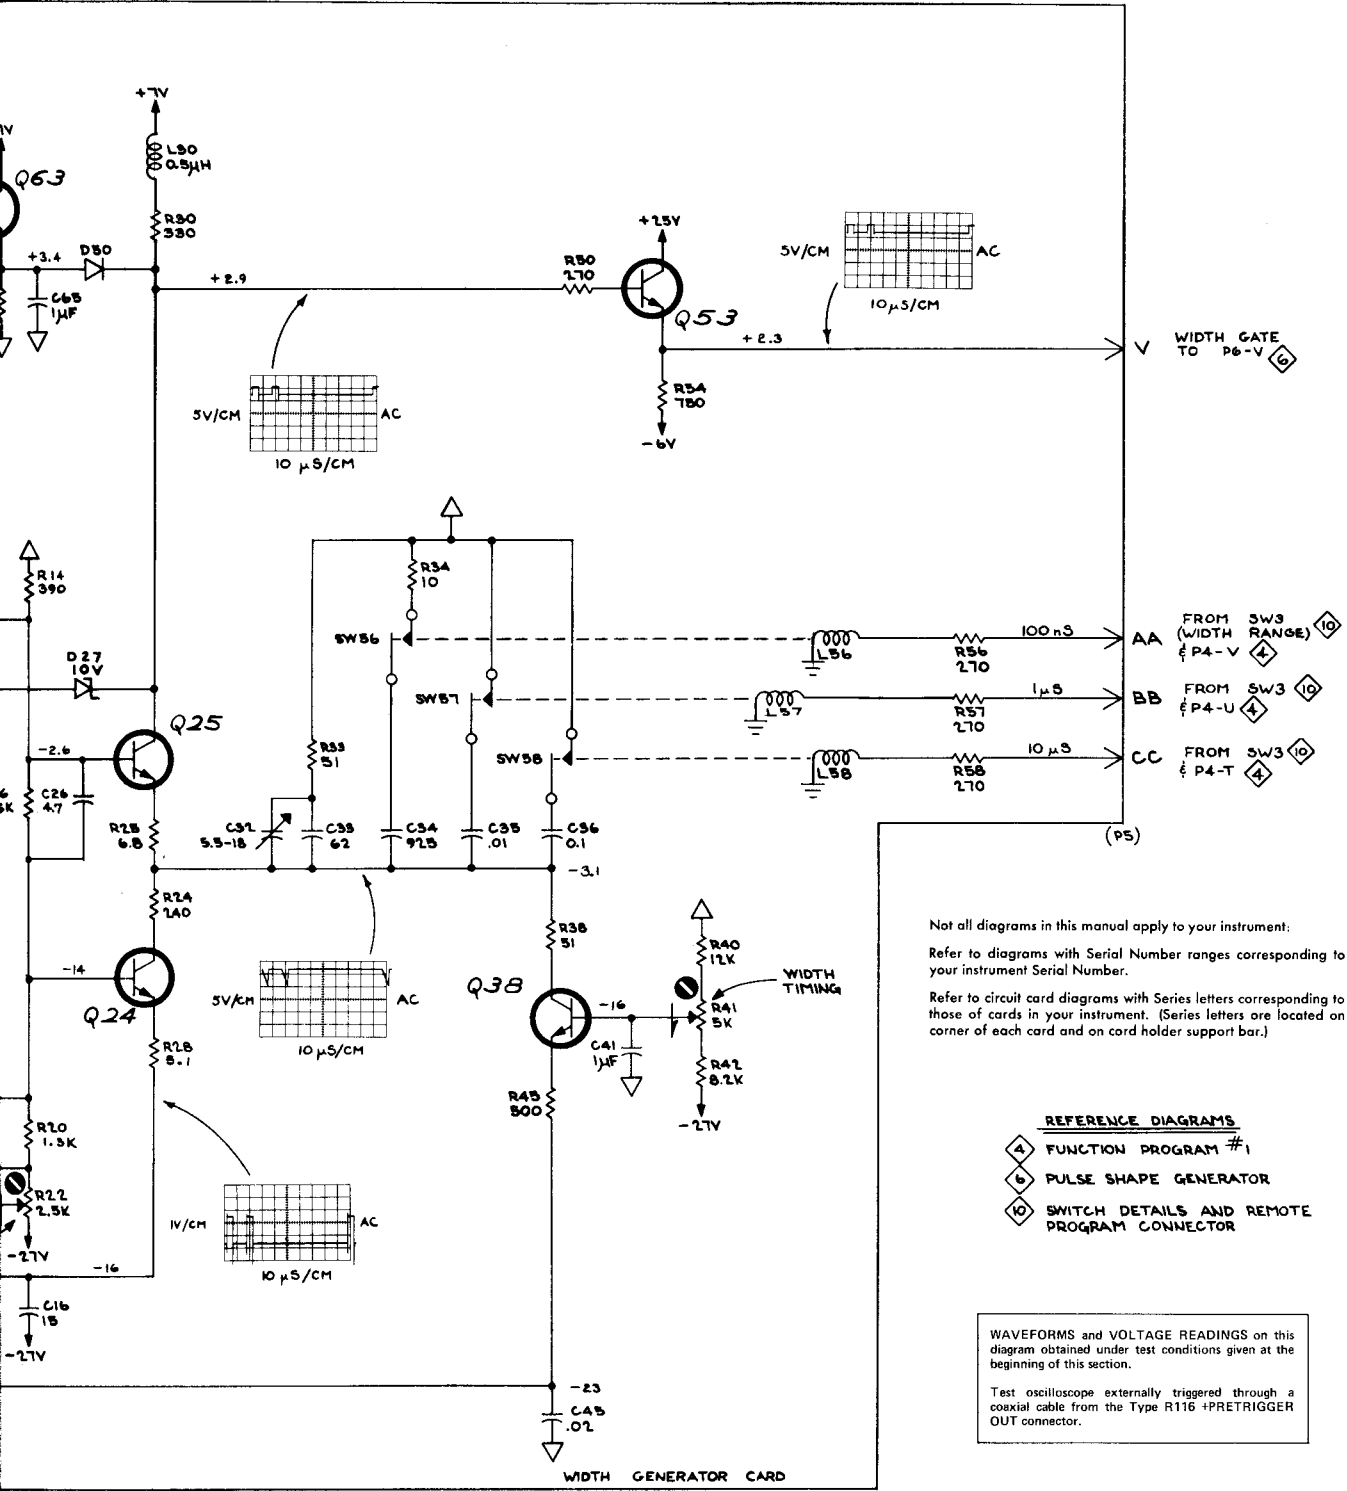 +7V
L30
0.5µH
Q63
R30
330
+3.4
D50
+2.9
C65
1µF
+25V
R50
270
Q53
5V/CM
AC
10µS/CM
+2.3
V
WIDTH GATE
TO P6-V 6
R54
750
-6V
5V/CM
AC
10 µS/CM
R14
390
R34
10
SW56
L56
R56
270
100nS
AA
FROM SW3
(WIDTH RANGE) 10
& P4-V 4
D27
10V
SW57
L57
R57
270
1µS
BB
FROM SW3 10
& P4-U 4
Q25
-2.6
C26
4.7
R33
51
SW58
L58
R58
270
10 µS
CC
FROM SW3 10
& P4-T 4
R25
6.8
C32
5.5-18
C33
62
C34
925
C35
.01
C36
0.1
(P5)
-3.1
R24
240
R38
51
R40
12K
-14
Q24
5V/CM
AC
10 µS/CM
Q38
-16
WIDTH
TIMING
R41
5K
R28
5.1
C41
1µF
R42
8.2K
-27V
R45
500
R20
1.3K
R22
2.5K
-27V
1V/CM
AC
10 µS/CM
-16
C16
15
-27V
-23
C45
.02
WIDTH GENERATOR CARD
Not all diagrams in this manual apply to your instrument:
Refer to diagrams with Serial Number ranges corresponding to
your instrument Serial Number.
Refer to circuit card diagrams with Series letters corresponding to
those of cards in your instrument. (Series letters are located on
corner of each card and on cord holder support bar.)
REFERENCE DIAGRAMS
4 FUNCTION PROGRAM #1
6 PULSE SHAPE GENERATOR
10 SWITCH DETAILS AND REMOTE
PROGRAM CONNECTOR
WAVEFORMS and VOLTAGE READINGS on this
diagram obtained under test conditions given at the
beginning of this section.
Test oscilloscope externally triggered through a
coaxial cable from the Type R116 +PRETRIGGER
OUT connector.